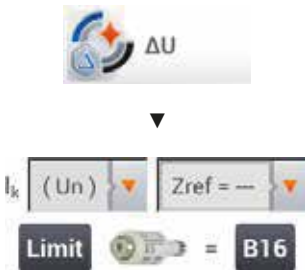 ΔU
▼
Ik (Un) ▼ Zref = --- ▼
Limit = B16